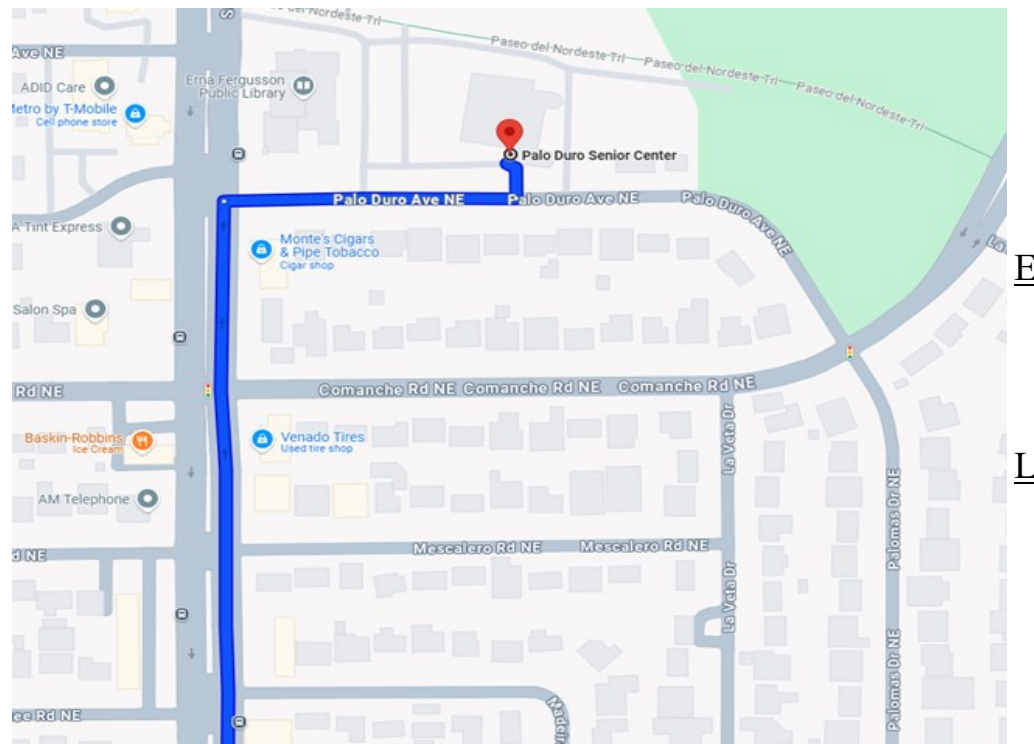 S
Nordeste Trl
Ave NE
Paseo del Nordeste Trl
Paseo del Nordeste Trl
Paseo del Nordeste Trl
ADID Care
Erna Fergusson
Public Library
Metro by T-Mobile
Cell phone store
Palo Duro Senior Center
Palo Duro Ave NE
Palo Duro Ave NE
Palo Duro Ave NE
A Tint Express
Monte's Cigars
& Pipe Tobacco
Cigar shop
La
E
Salon Spa
Rd NE
Comanche Rd NE
Comanche Rd NE
Comanche Rd NE
Baskin-Robbins
Ice Cream
Venado Tires
Used tire shop
La Veta Dr
L
AM Telephone
Palomas Dr NE
d NE
Mescalero Rd NE
Mescalero Rd NE
La Veta Dr
Palomas Dr NE
ee Rd NE
Madei